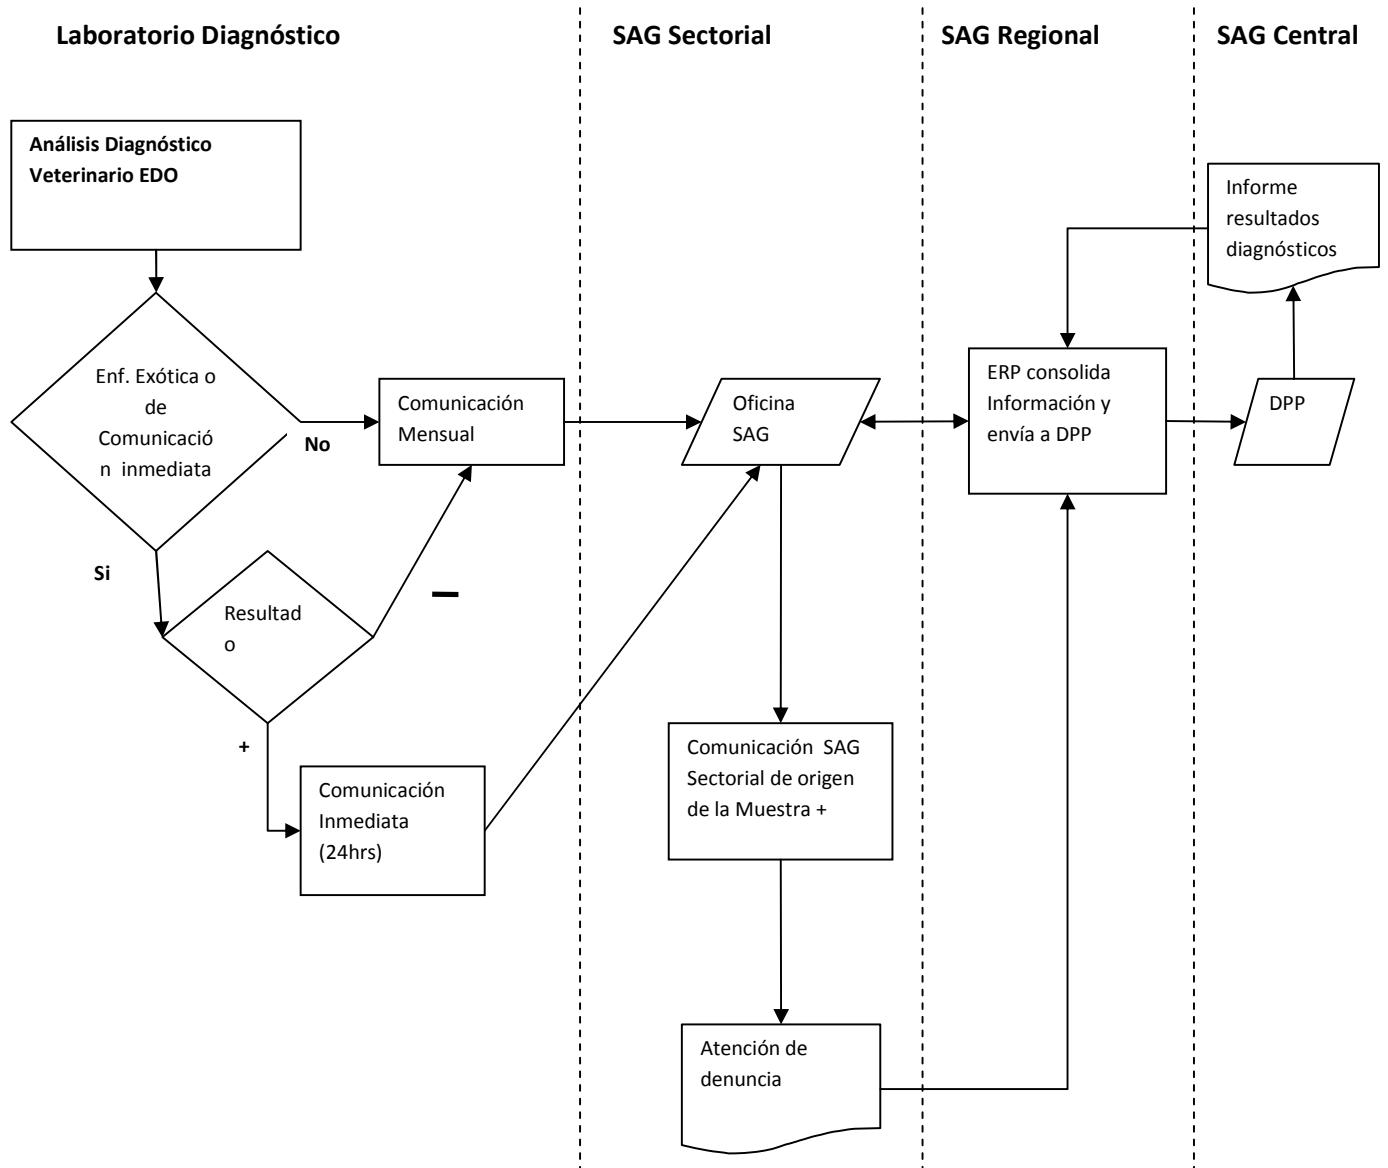 Laboratorio Diagnóstico
SAG Sectorial
SAG Regional
SAG Central
Análisis Diagnóstico
Veterinario EDO
Enf. Exótica o
de
Comunicació
n inmediata
No
Si
Comunicación
Mensual
Resultad
o
—
+
Comunicación
Inmediata
(24hrs)
Oficina
SAG
Comunicación SAG
Sectorial de origen
de la Muestra +
Atención de
denuncia
ERP consolida
Información y
envía a DPP
DPP
Informe
resultados
diagnósticos